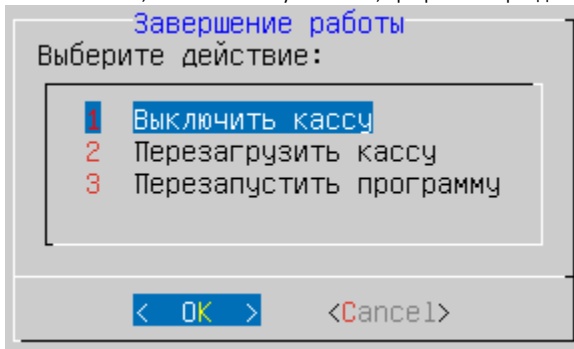 Завершение работы
Выберите действие:
1 Выключить кассу
2 Перезагрузить кассу
3 Перезапустить программу
< OK > <Cancel>